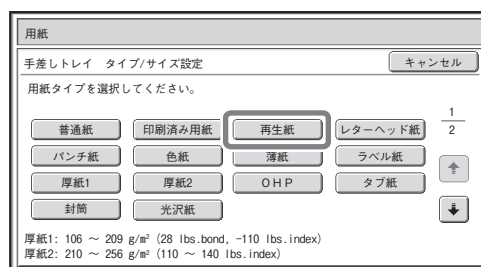 用紙
手差しトレイ タイプ/サイズ設定 キャンセル
用紙タイプを選択してください。
普通紙 印刷済み用紙 再生紙 レターヘッド紙 1
2
パンチ紙 色紙 薄紙 ラベル紙
厚紙1 厚紙2 OHP タブ紙
封筒 光沢紙
厚紙1: 106 ～ 209 g/m² (28 lbs.bond, -110 lbs.index)
厚紙2: 210 ～ 256 g/m² (110 ～ 140 lbs.index)